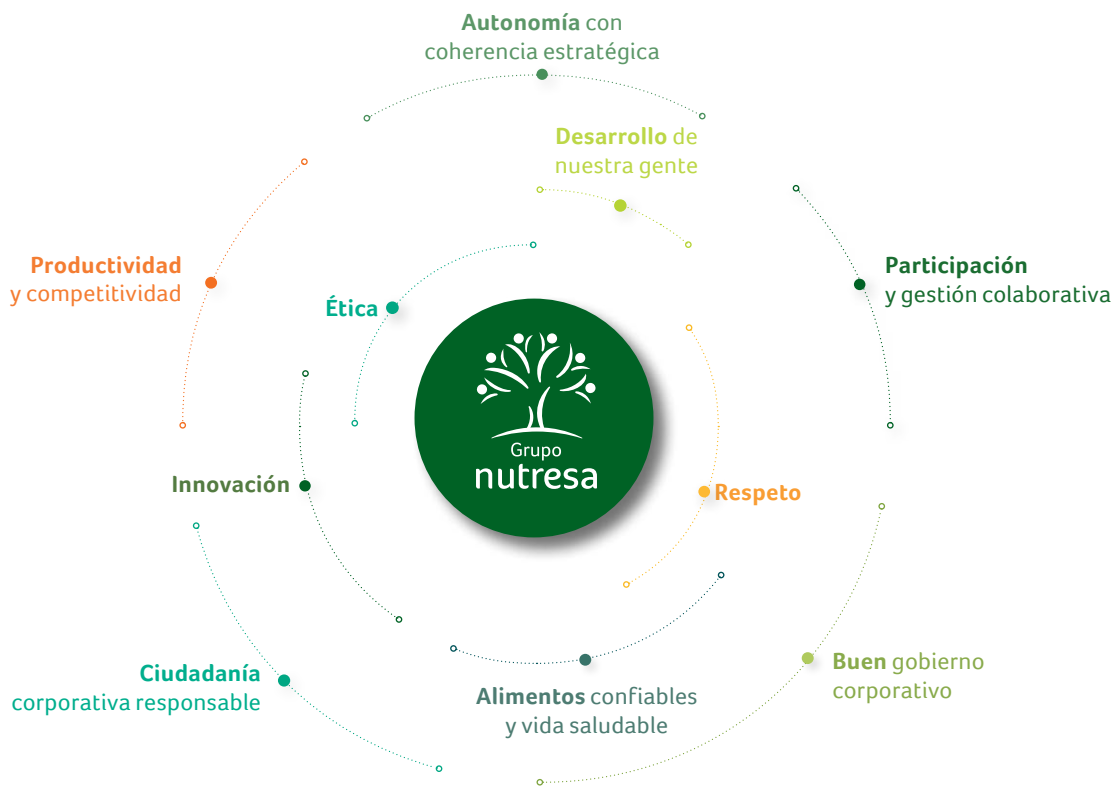 Autonomía con
coherencia estratégica
Desarrollo de
nuestra gente
Productividad
y competitividad
Participación
y gestión colaborativa
Ética
Grupo
nutresa
Innovación
Respeto
Ciudadanía
corporativa responsable
Alimentos confiables
y vida saludable
Buen gobierno
corporativo